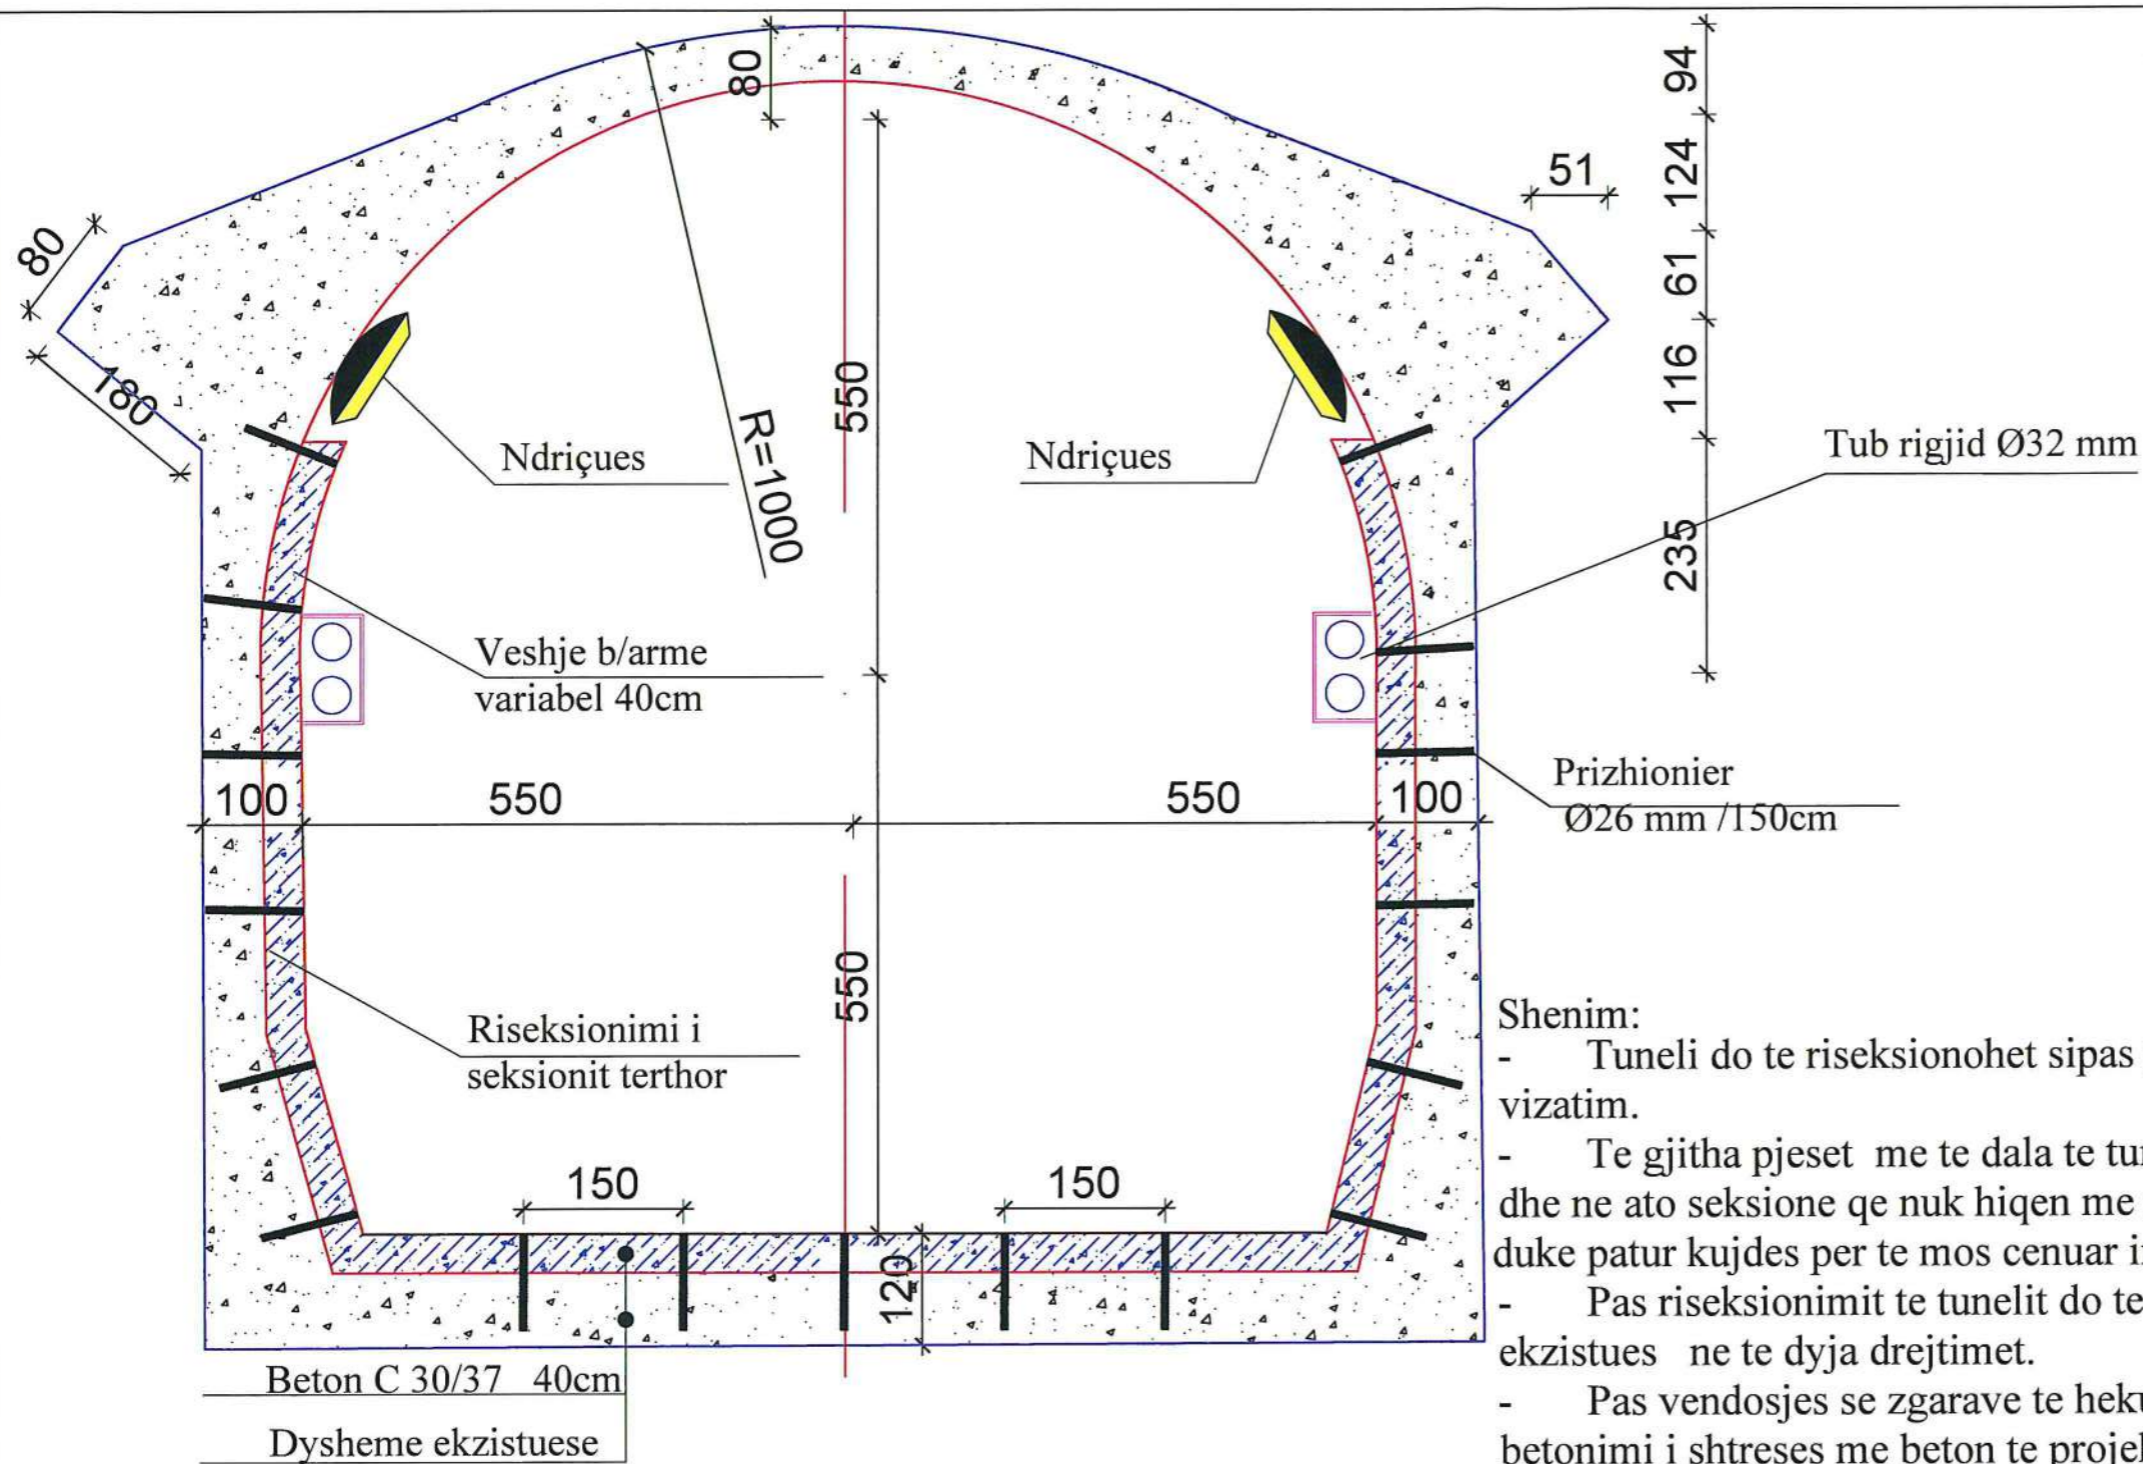 80
94
124
51
61
116
235
80
180
550
R=1000
Ndriçues
Ndriçues
Tub rigjid Ø32 mm
Veshje b/arme
variabel 40cm
Prizhionier
Ø26 mm /150cm
100
550
550
100
550
Riseksionimi i
seksionit terthor
150
150
120
Beton C 30/37 40cm
Dysheme ekzistuese
Shenim:
- Tuneli do te riseksionohet sipas
vizatim.
- Te gjitha pjeset me te dala te
dhe ne ato seksione qe nuk hiqen me
duke patur kujdes per te mos cenuar
- Pas riseksionimit te tunelit do te
ekzistues ne te dyja drejtimet.
- Pas vendosjes se zgarave te
betonimi i shtreses me beton te